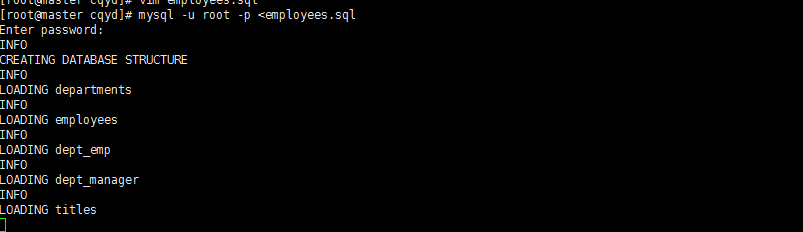 [root@master cqyd]# vim employees.sql
[root@master cqyd]# mysql -u root -p <employees.sql
Enter password:
INFO
CREATING DATABASE STRUCTURE
INFO
LOADING departments
INFO
LOADING employees
INFO
LOADING dept_emp
INFO
LOADING dept_manager
INFO
LOADING titles